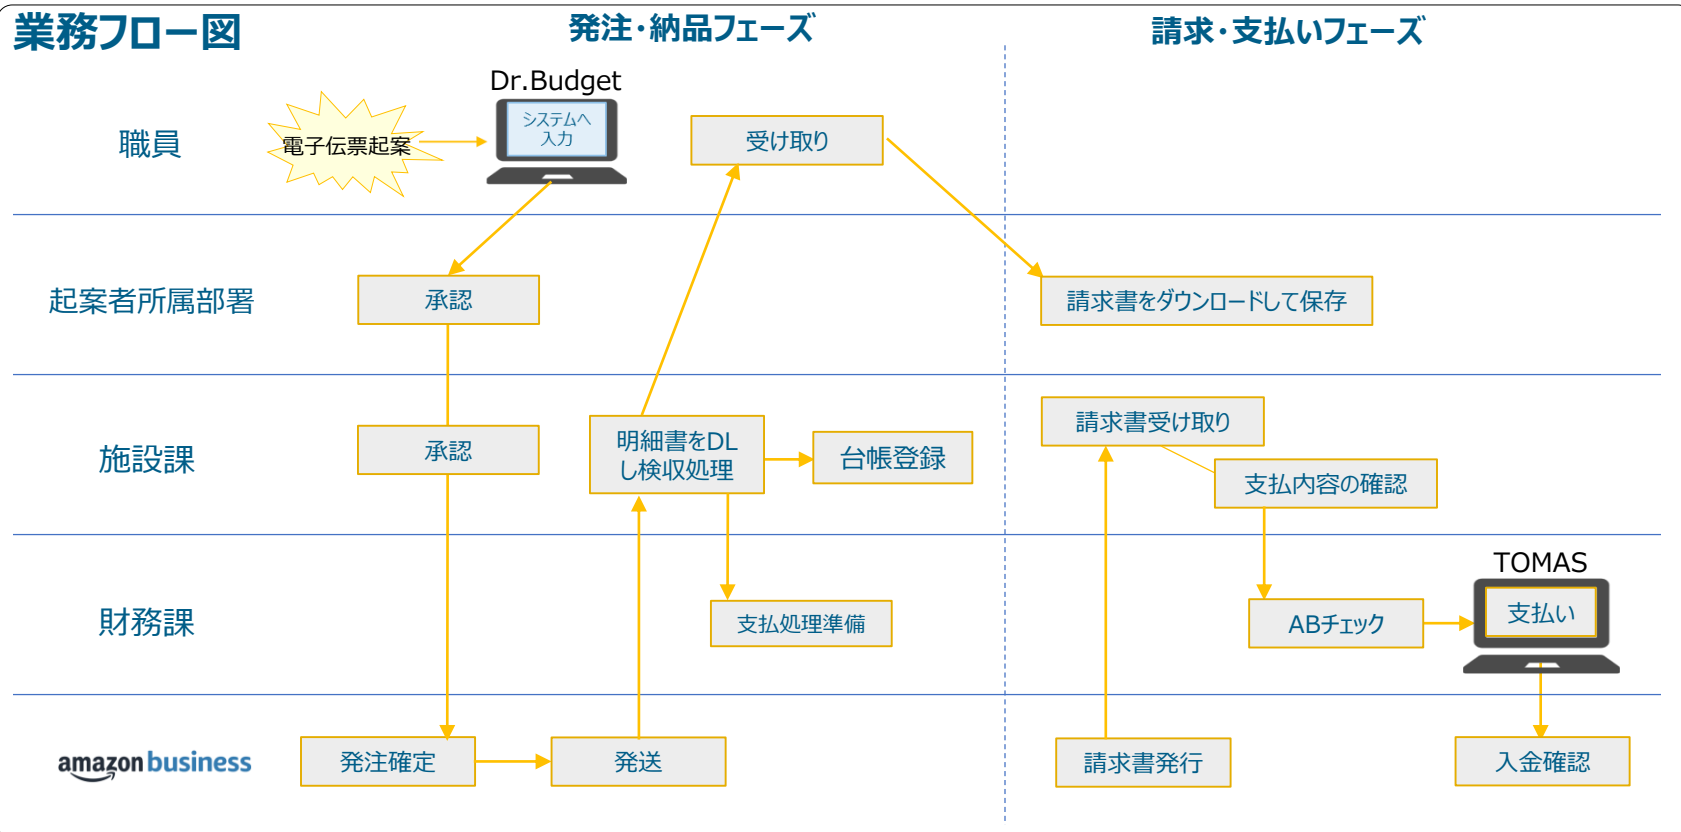 業務フロー図
発注・納品フェーズ
請求・支払いフェーズ
職員
電子伝票起案
Dr.Budget
システムへ
入力
受け取り
起案者所属部署
承認
請求書をダウンロードして保存
施設課
承認
明細書をDL
し検収処理
台帳登録
請求書受け取り
支払内容の確認
財務課
支払処理準備
ABチェック
TOMAS
支払い
amazon business
発注確定
発送
請求書発行
入金確認